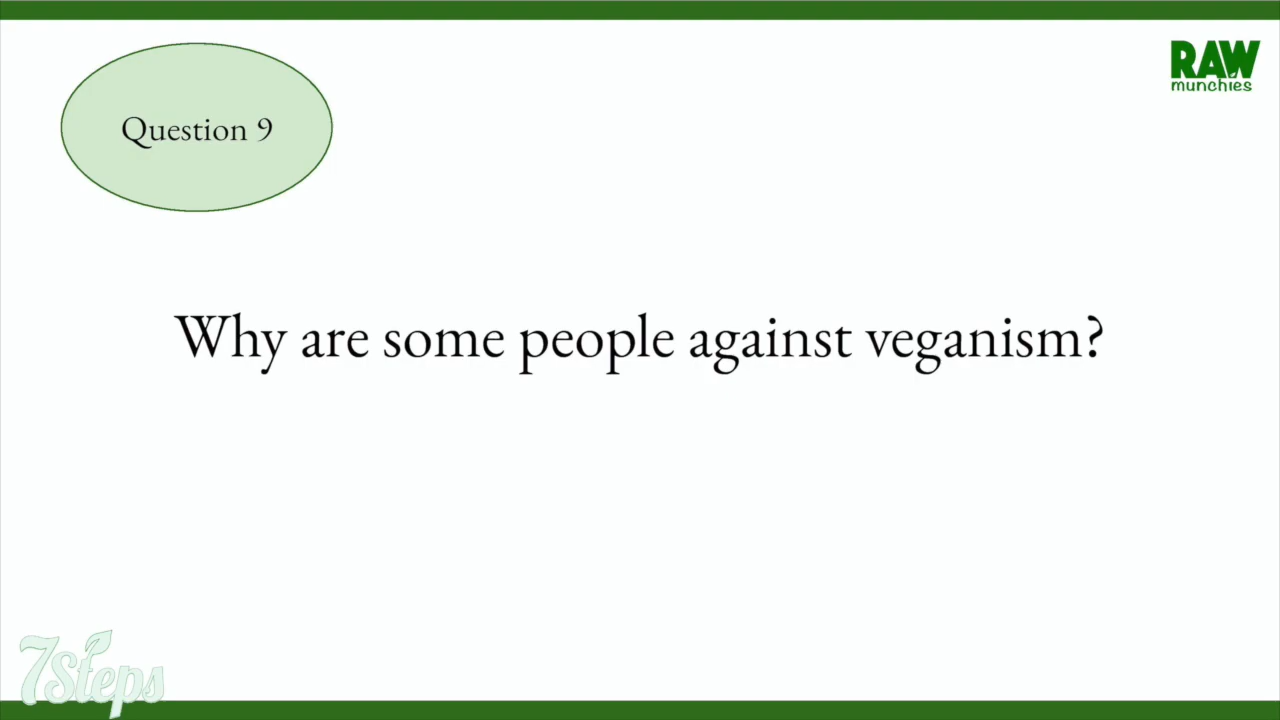 Question 9
RAW
munchies
Why are some people against veganism?
7Steps